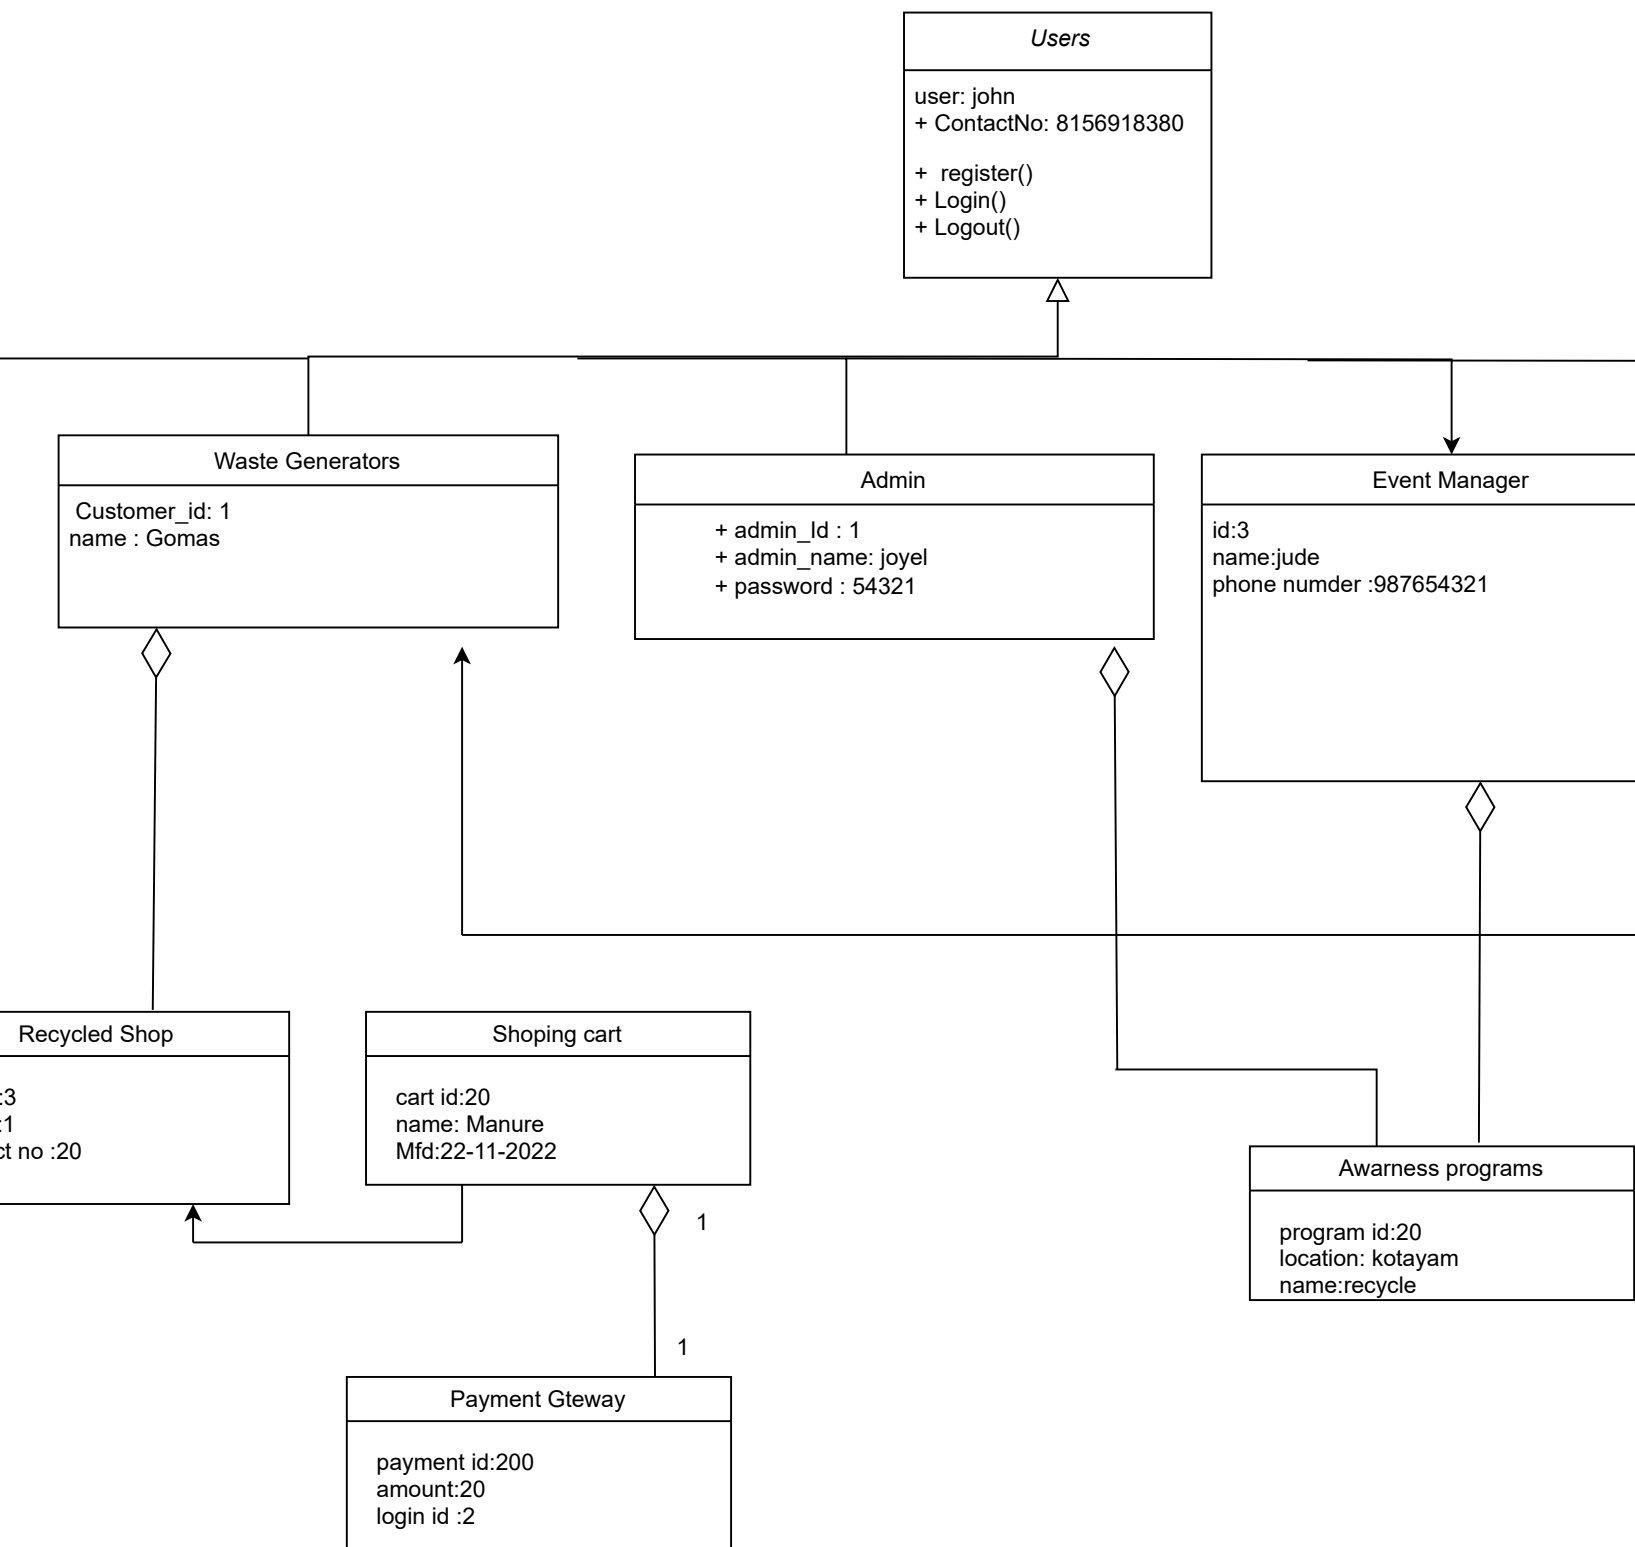 Users
user: john
+ ContactNo: 8156918380
+  register()
+ Login()
+ Logout()
Waste Generators
Customer_id: 1
name : Gomas
Admin
+ admin_Id : 1
+ admin_name: joyel
+ password : 54321
Event Manager
id:3
name:jude
phone numder :987654321
Recycled Shop
:3
:1
ct no :20
Shoping cart
cart id:20
name: Manure
Mfd:22-11-2022
1
1
Awarness programs
program id:20
location: kotayam
name:recycle
Payment Gteway
payment id:200
amount:20
login id :2